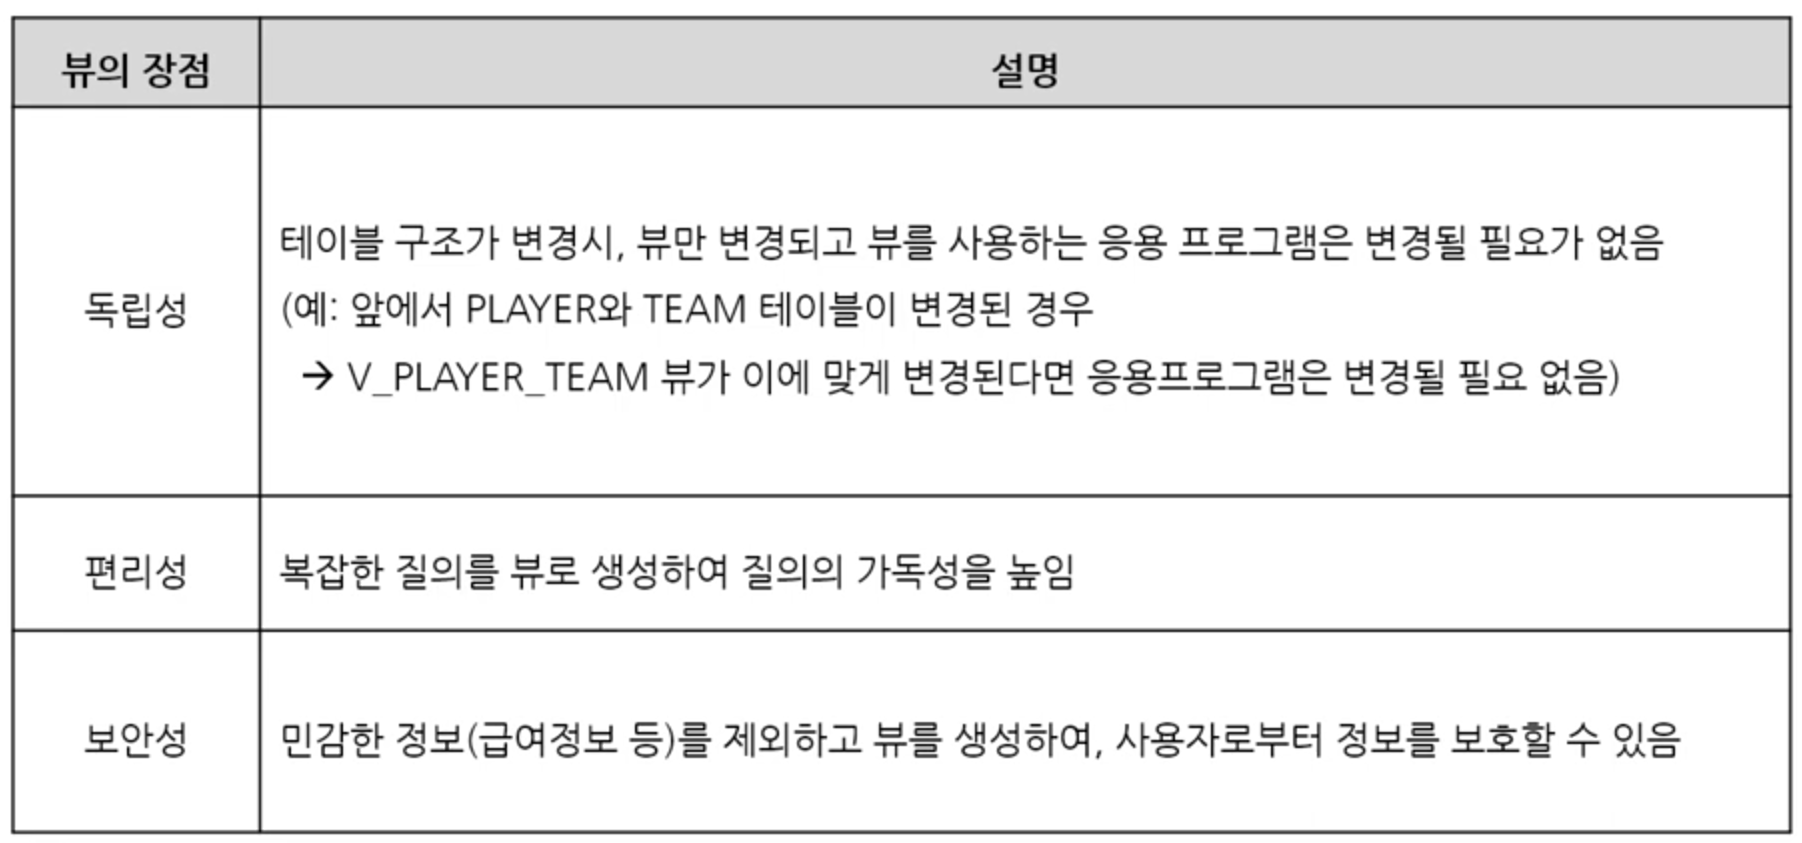 뷰의 장점
설명
독립성
테이블 구조가 변경시, 뷰만 변경되고 뷰를 사용하는 응용 프로그램은 변경될 필요가 없음
(예: 앞에서 PLAYER와 TEAM 테이블이 변경된 경우
→ V_PLAYER_TEAM 뷰가 이에 맞게 변경된다면 응용프로그램은 변경될 필요 없음)
편리성
복잡한 질의를 뷰로 생성하여 질의의 가독성을 높임
보안성
민감한 정보(급여정보 등)를 제외하고 뷰를 생성하여, 사용자로부터 정보를 보호할 수 있음